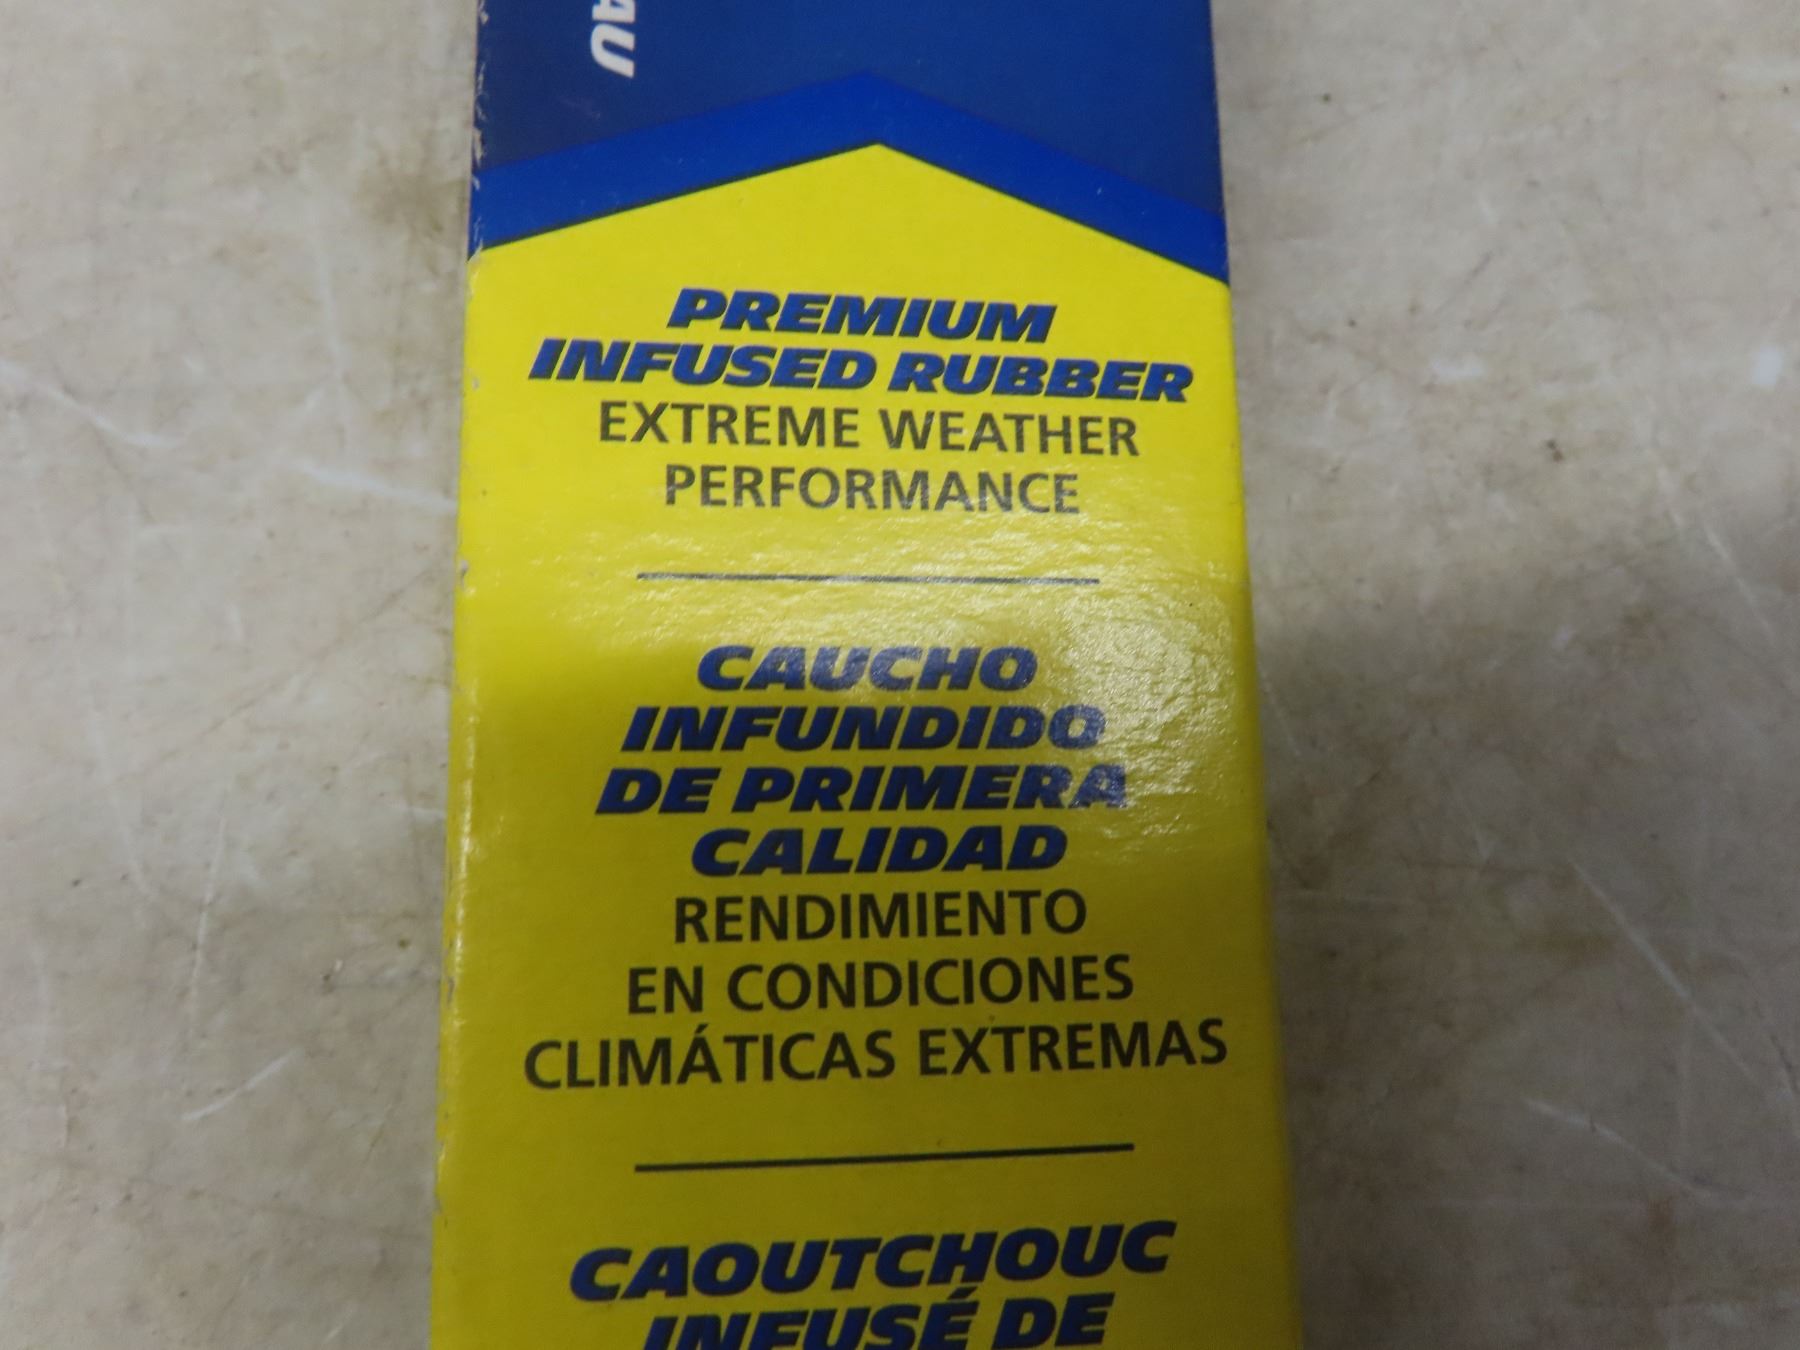 AU
PREMIUM
INFUSED RUBBER
EXTREME WEATHER
PERFORMANCE
CAUCHO
INFUNDIDO
DE PRIMERA
CALIDAD
RENDIMIENTO
EN CONDICIONES
CLIMÁTICAS EXTREMAS
CAOUTCHOUC
INFUSÉ DE